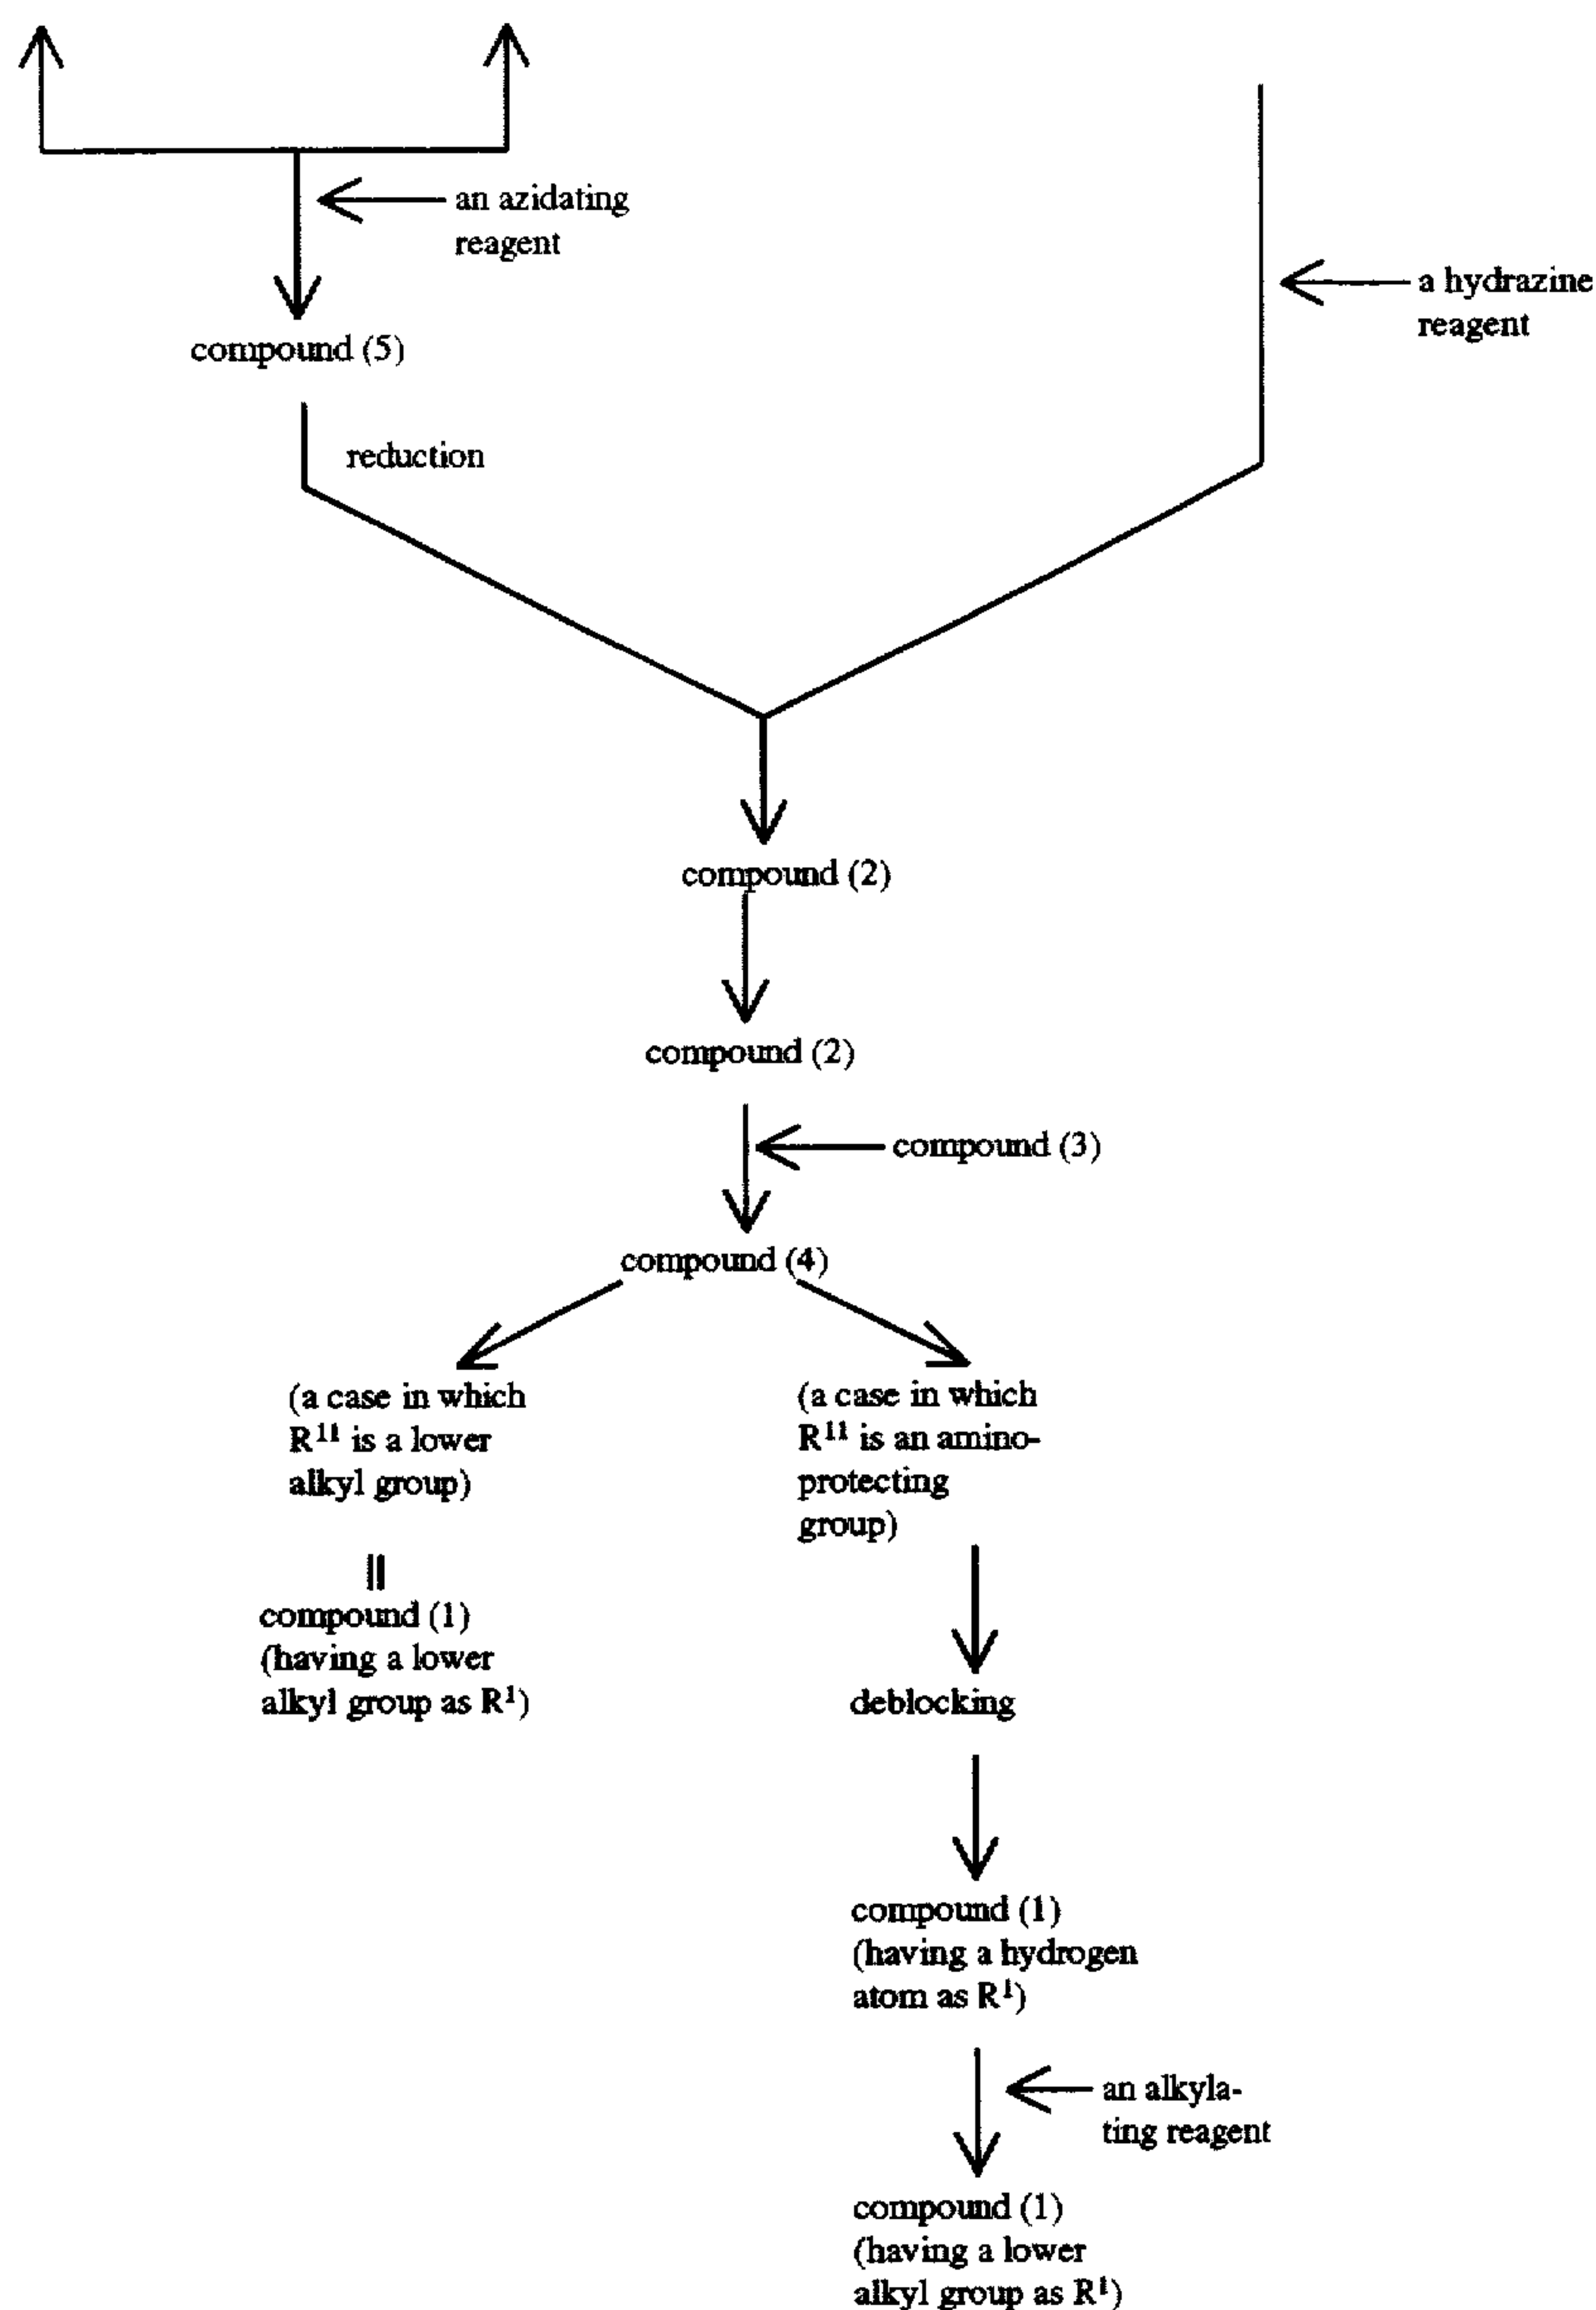 an azidating
reagent
a hydrazine
reagent
compound (5)
reduction
compound (2)
compound (2)
compound (3)
compound (4)
(a case in which
R¹¹ is a lower
alkyl group)
(a case in which
R¹¹ is an amino-
protecting
group)
||
compound (1)
(having a lower
alkyl group as R¹)
deblocking
compound (1)
(having a hydrogen
atom as R¹)
an alkyla-
ting reagent
compound (1)
(having a lower
alkyl group as R¹)